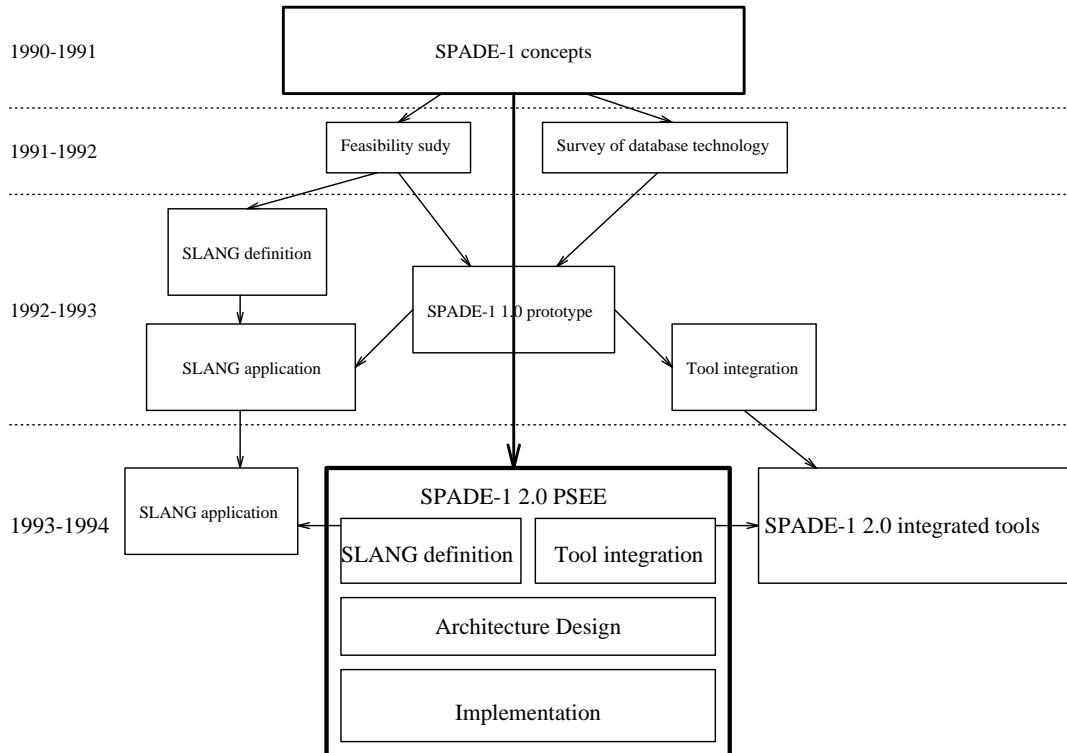 1990-1991
SPADE-1 concepts
1991-1992
Feasibility sudy
Survey of database technology
SLANG definition
1992-1993
SPADE-1 1.0 prototype
SLANG application
Tool integration
1993-1994
SLANG application
SPADE-1 2.0 PSEE
SLANG definition
Tool integration
SPADE-1 2.0 integrated tools
Architecture Design
Implementation